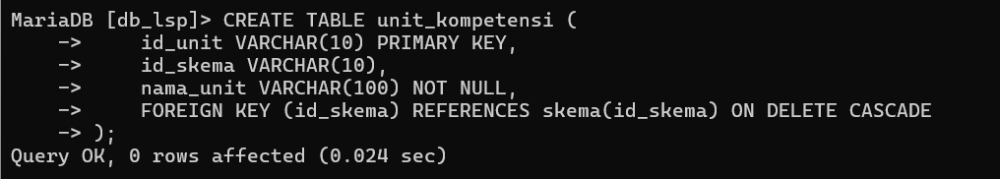 MariaDB [db_lsp]> CREATE TABLE unit_kompetensi (
    ->     id_unit VARCHAR(10) PRIMARY KEY,
    ->     id_skema VARCHAR(10),
    ->     nama_unit VARCHAR(100) NOT NULL,
    ->     FOREIGN KEY (id_skema) REFERENCES skema(id_skema) ON DELETE CASCADE
    -> );
Query OK, 0 rows affected (0.024 sec)